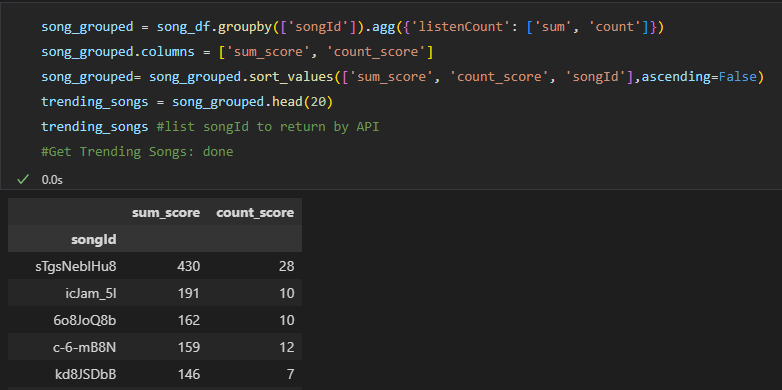 song_grouped = song_df.groupby(['songId']).agg({'listenCount': ['sum', 'count']})
song_grouped.columns = ['sum_score', 'count_score']
song_grouped= song_grouped.sort_values(['sum_score', 'count_score', 'songId'],ascending=False)
trending_songs = song_grouped.head(20)
trending_songs #list songId to return by API
#Get Trending Songs: done
0.0s
sum_score count_score
songId
sTgsNebIHu8 430 28
icJam_5I 191 10
6o8JoQ8b 162 10
c-6-mB8N 159 12
kd8JSDbB 146 7